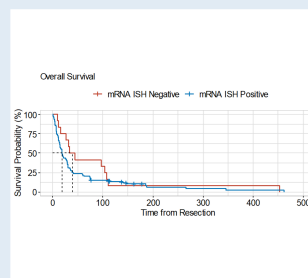 Overall Survival
mRNA ISH Negative mRNA ISH Positive
Survival Probability (%)
100
75
50
25
0
0 100 200 300 400 500
Time from Resection